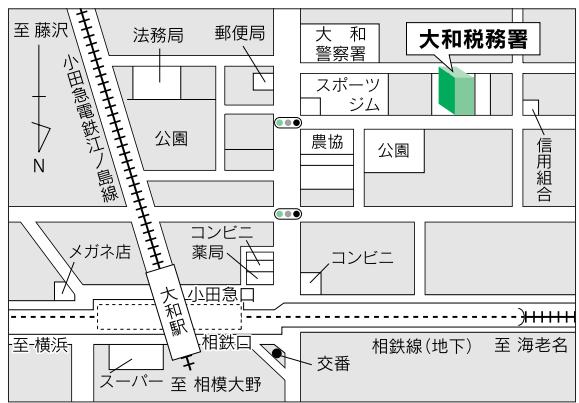 至 藤沢
法務局
郵便局
大 和
警察署
大和税務署
小田急電鉄江ノ島線
スポーツ
ジム
N
公園
農協
公園
信用組合
メガネ店
コンビニ
薬局
コンビニ
小田急口
大和駅
至 横浜
相鉄口
相鉄線(地下)
至 海老名
スーパー
至 相模大野
交番